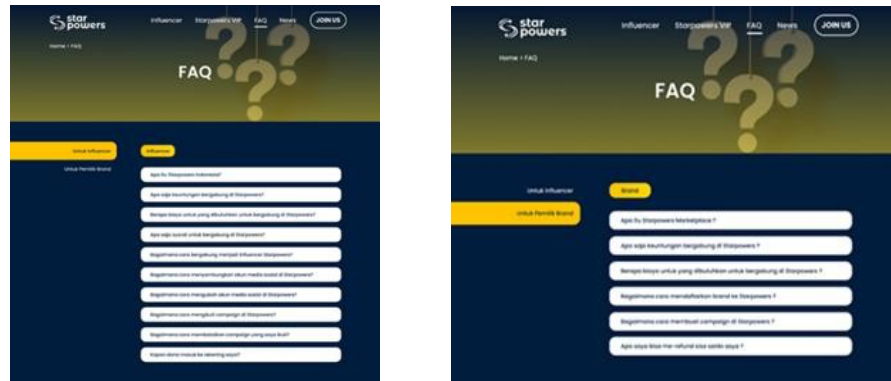 star
powers
Influencer
Starpowers VIP
FAQ
News
JOIN US
Home > FAQ
FAQ
Untuk Influencer
Untuk Pemilik Brand
Influencer
Apa itu Starpowers Indonesia?
Apa saja keuntungan bergabung di Starpowers?
Berapa biaya untuk yang dibutuhkan untuk bergabung di Starpowers?
Apa saja syarat untuk bergabung di Starpowers?
Bagaimana cara bergabung menjadi Influencer Starpowers?
Bagaimana cara menyambungkan akun media sosial di Starpowers?
Bagaimana cara mengubah akun media sosial di Starpowers?
Bagaimana cara mengikuti campaign di Starpowers?
Bagaimana cara membatalkan campaign yang saya ikuti?
Kapan dana masuk ke rekening saya?
star
powers
Influencer
Starpowers VIP
FAQ
News
JOIN US
Home > FAQ
FAQ
Untuk Influencer
Untuk Pemilik Brand
Brand
Apa itu Starpowers Marketplace ?
Apa saja keuntungan bergabung di Starpowers ?
Berapa biaya untuk yang dibutuhkan untuk bergabung di Starpowers ?
Bagaimana cara mendaftarkan brand ke Starpowers ?
Bagaimana cara membuat campaign di Starpowers ?
Apa saya bisa me-refund sisa saldo saya ?